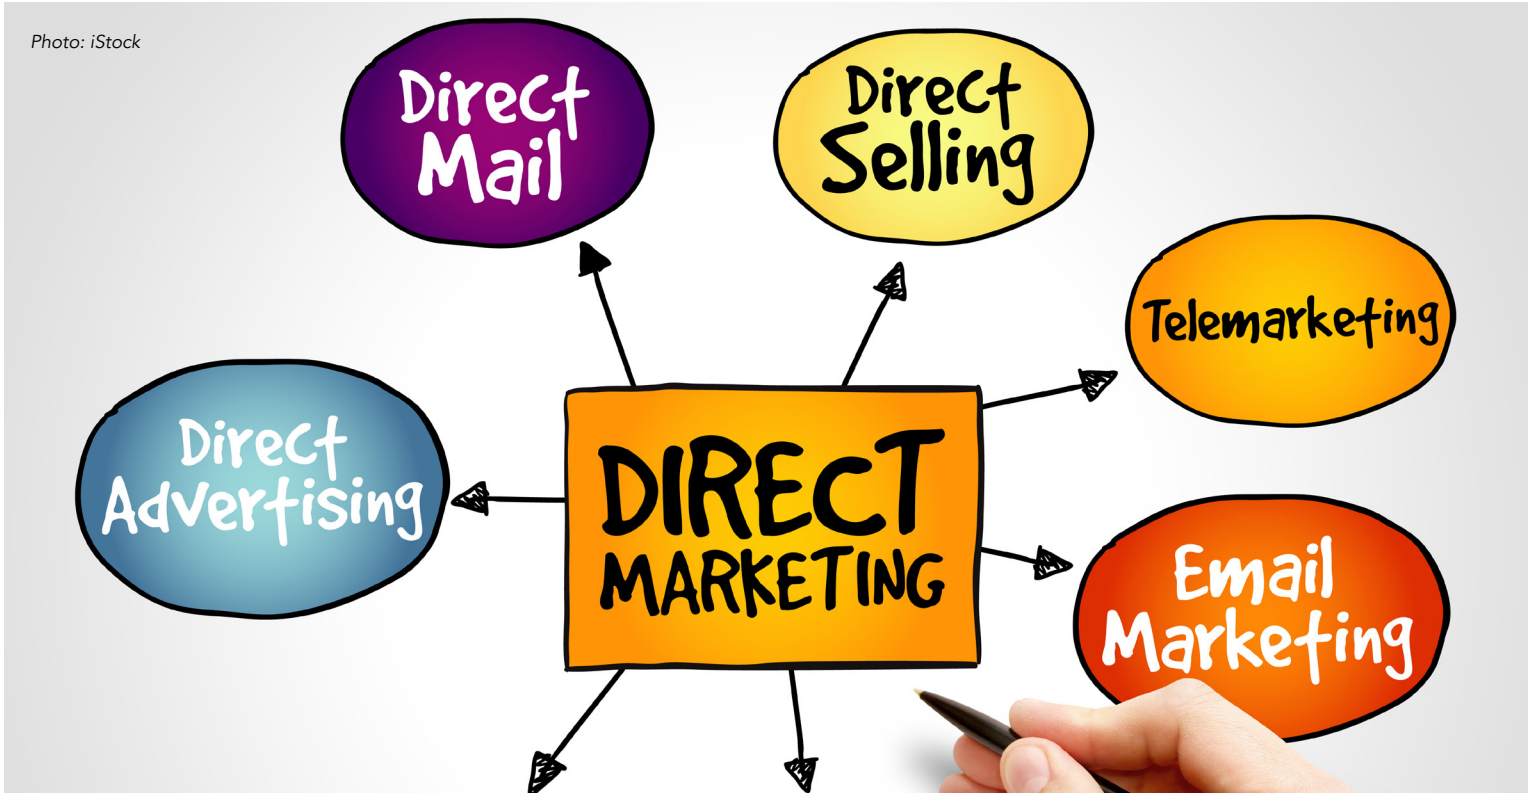 Photo: iStock
Direct
Mail
Direct
Selling
Telemarketing
Direct
Advertising
DIRECT
MARKETING
Email
Marketing